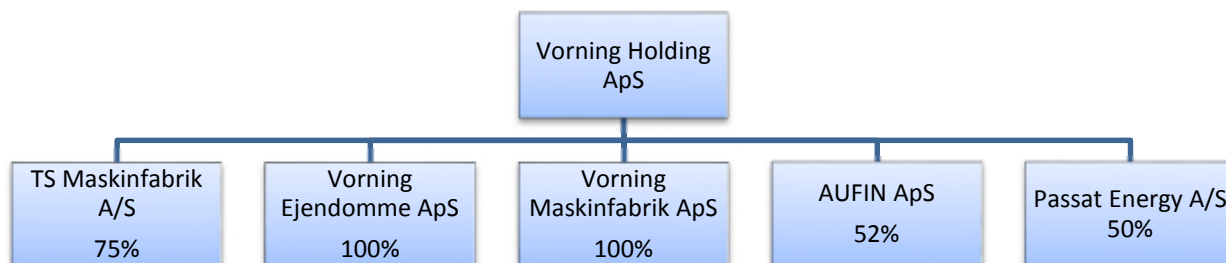 Vorning Holding
ApS
TS Maskinfabrik
A/S
75%
Vorning
Ejendomme ApS
100%
Vorning
Maskinfabrik ApS
100%
AUFIN ApS
52%
Passat Energy A/S
50%